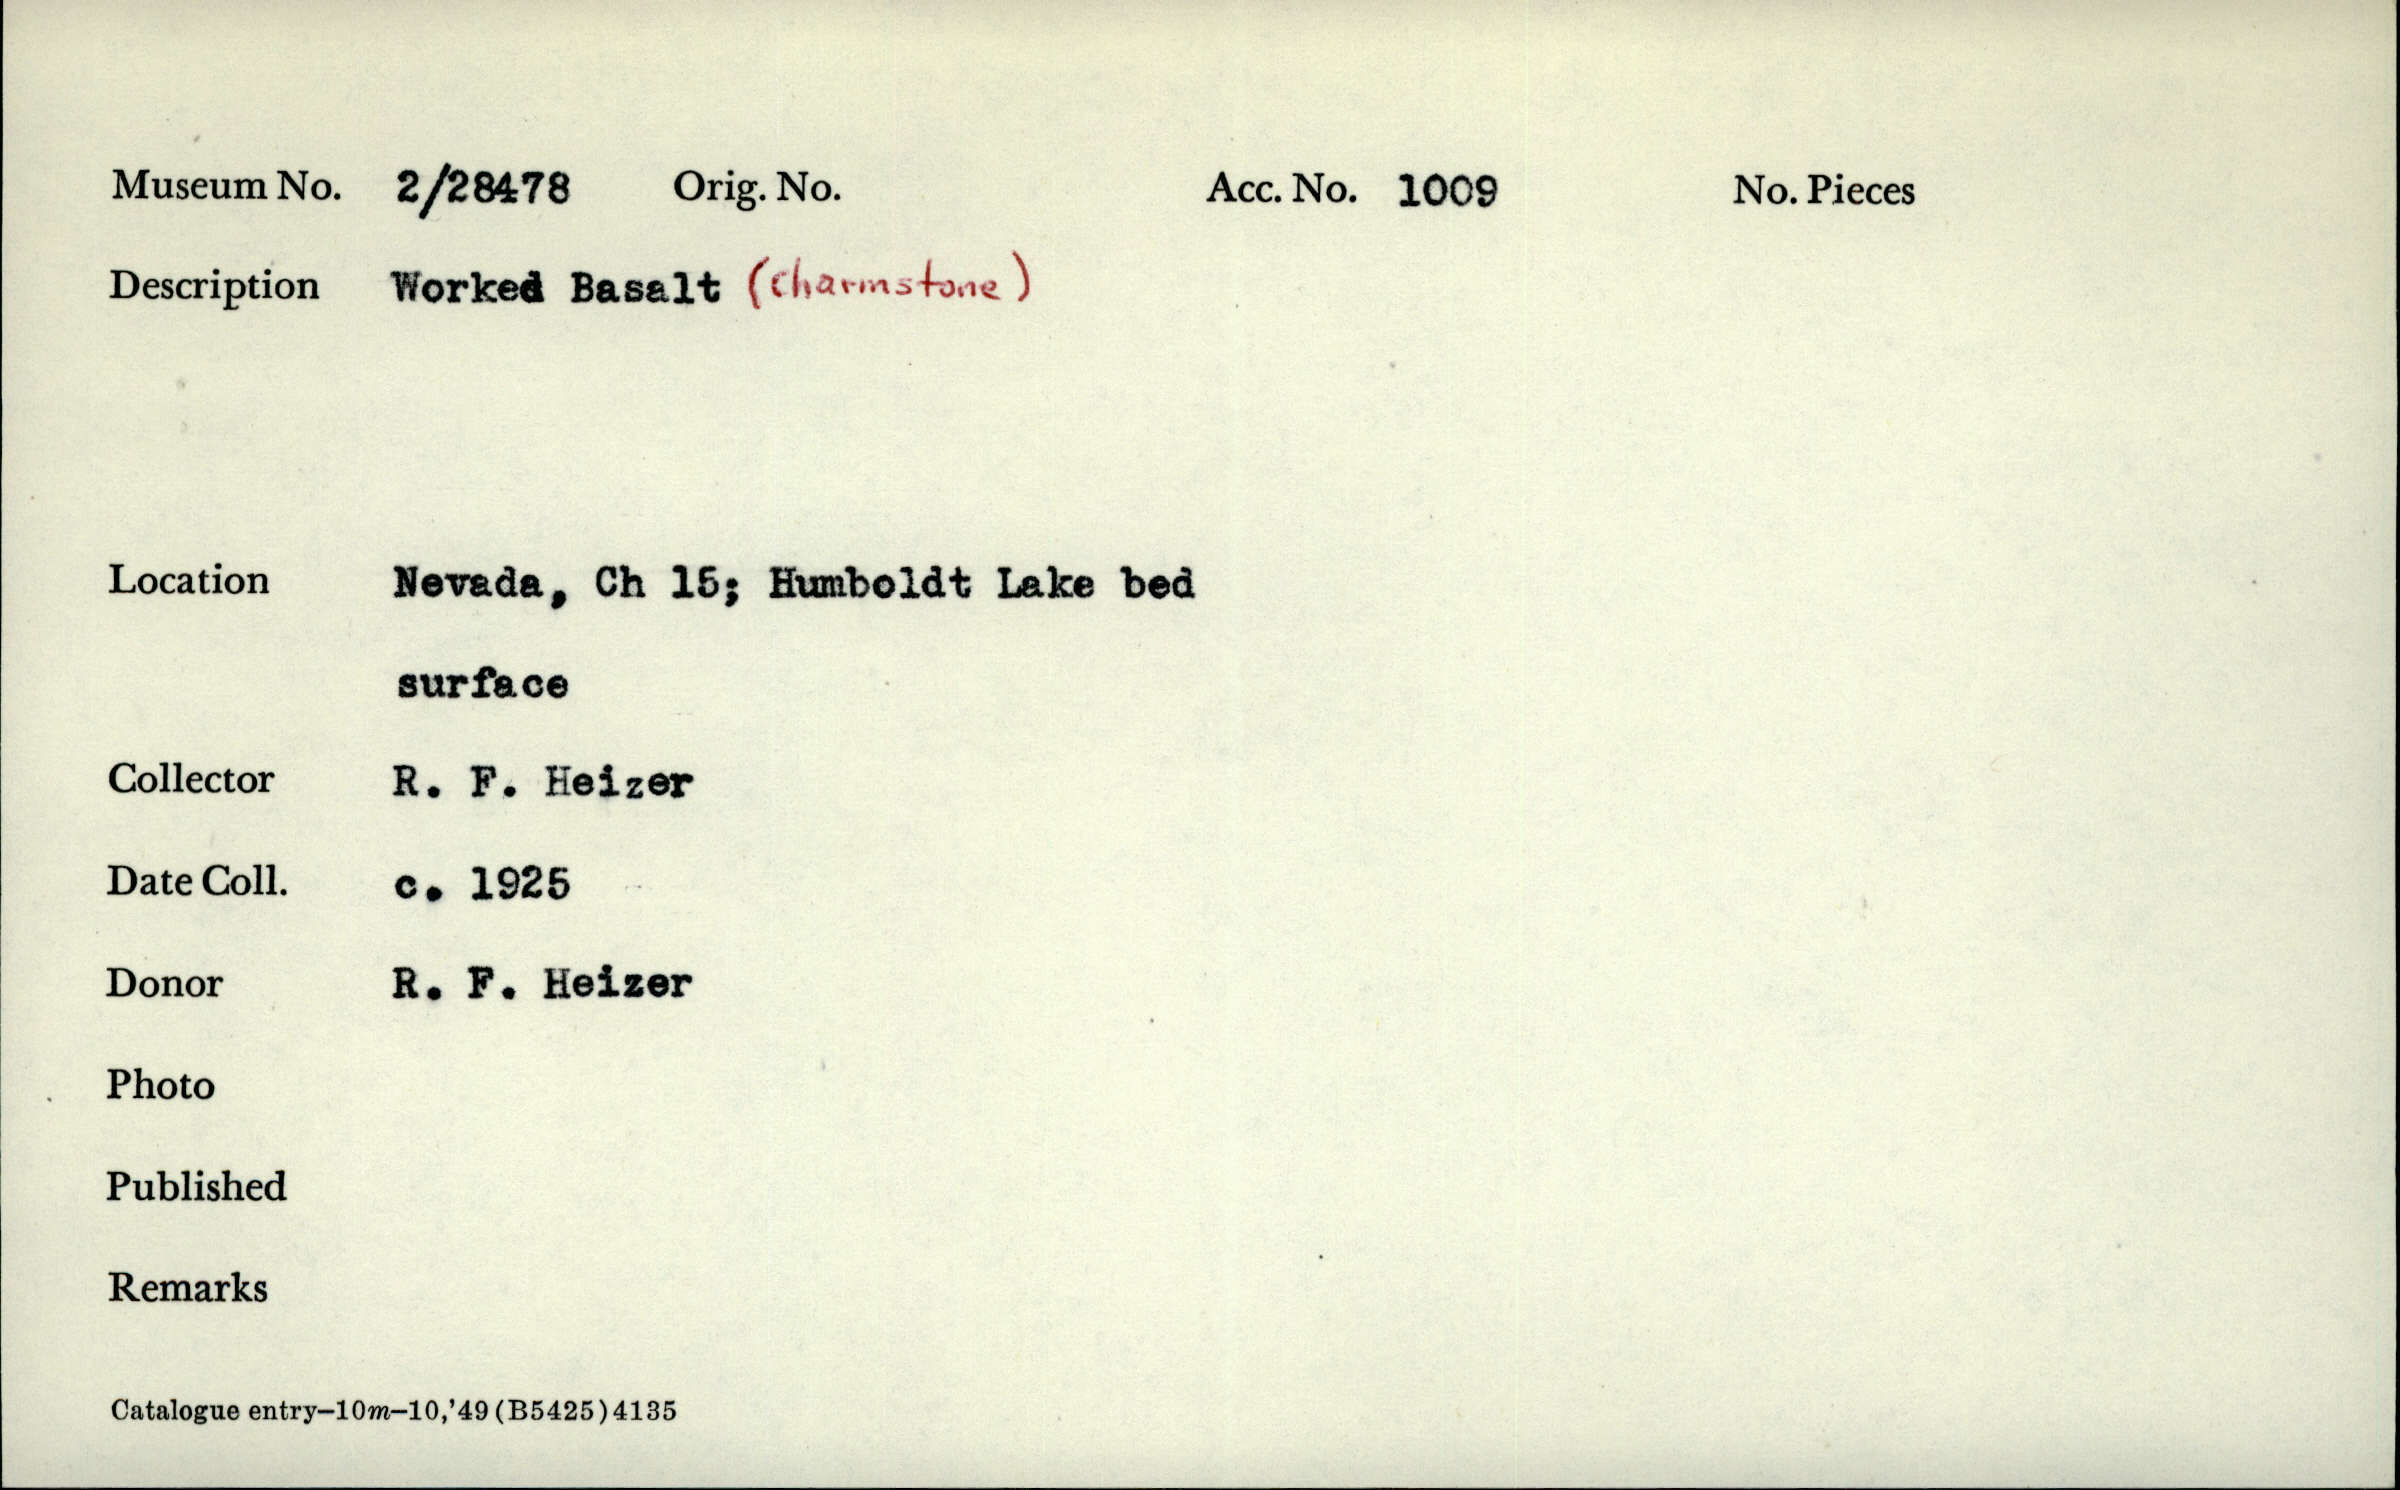 Museum No. 2/28478 Orig. No. Acc. No. 1009 No. Pieces
Description Worked Basalt (charmstone)
Location Nevada, Ch 15; Humboldt Lake bed
surface
Collector R. F. Heizer
Date Coll. c. 1925
Donor R. F. Heizer
Photo
Published
Remarks
Catalogue entry—10m—10,'49(B5425)4135